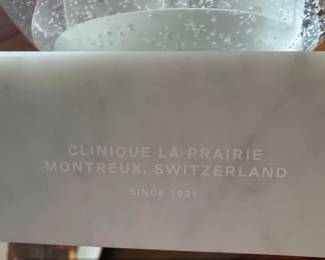 CLINIQUE LA PRAIRIE
MONTREUX, SWITZERLAND
SINCE 1931